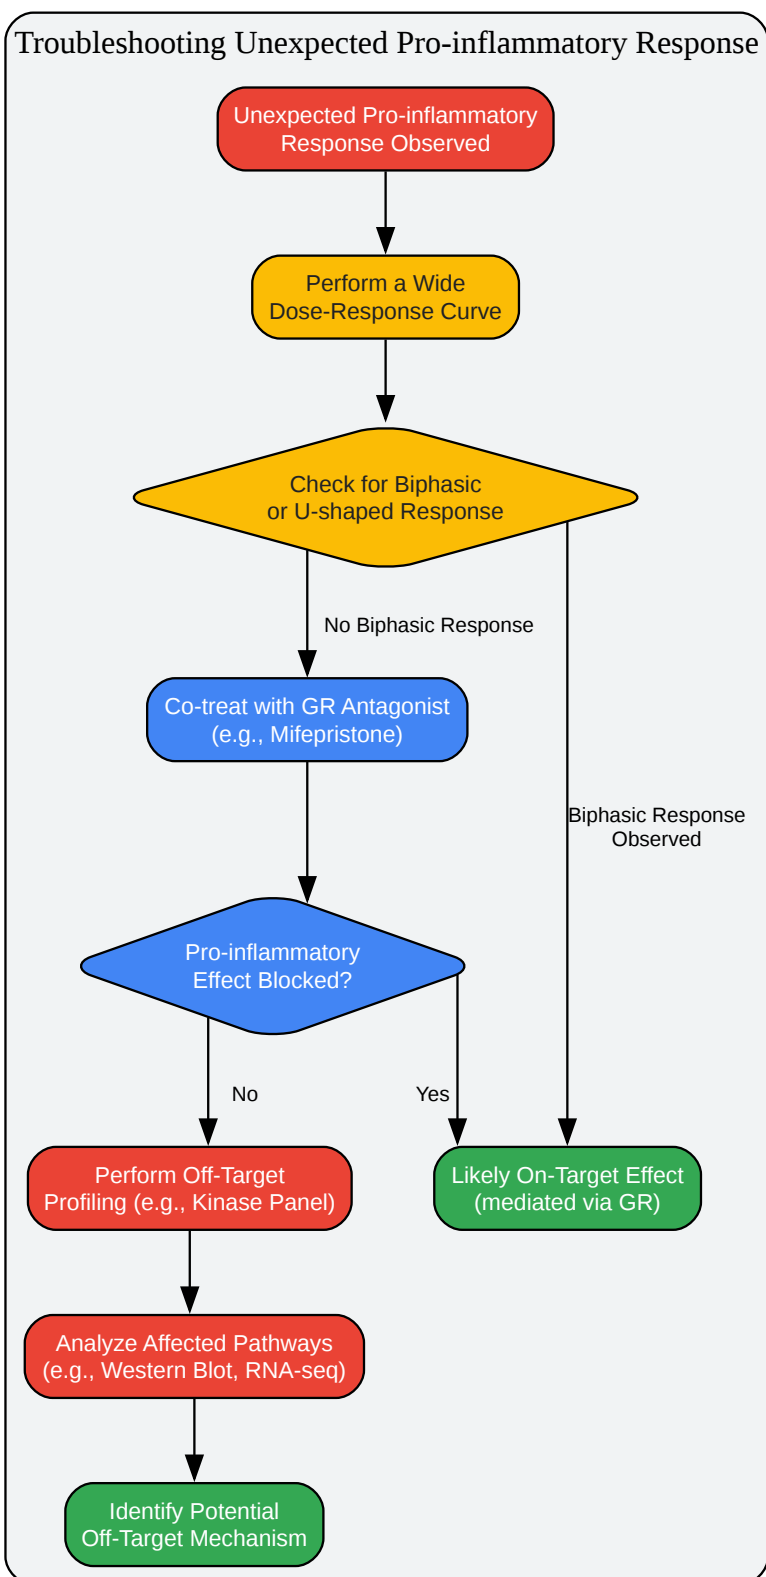 Troubleshooting Unexpected Pro-inflammatory Response
Unexpected Pro-inflammatory
Response Observed
Perform a Wide
Dose-Response Curve
Check for Biphasic
or U-shaped Response
No Biphasic Response
Co-treat with GR Antagonist
(e.g., Mifepristone)
Biphasic Response
Observed
Pro-inflammatory
Effect Blocked?
No
Yes
Perform Off-Target
Profiling (e.g., Kinase Panel)
Likely On-Target Effect
(mediated via GR)
Analyze Affected Pathways
(e.g., Western Blot, RNA-seq)
Identify Potential
Off-Target Mechanism